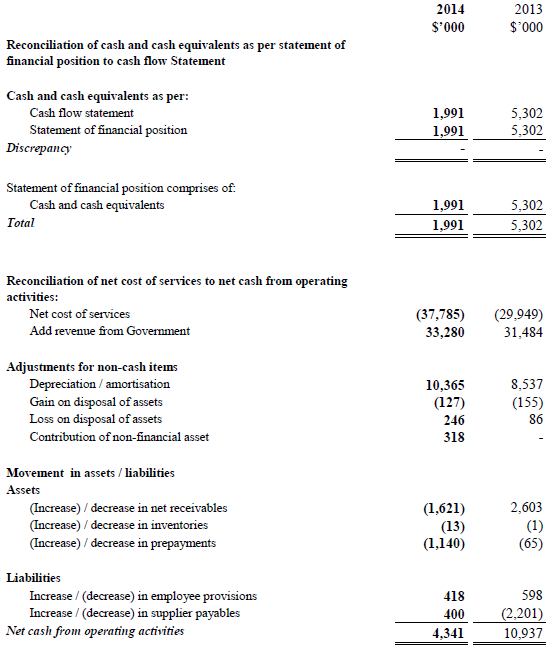 2014 2013
$'000 $'000
Reconciliation of cash and cash equivalents as per statement of
financial position to cash flow Statement
Cash and cash equivalents as per:
Cash flow statement 1,991 5,302
Statement of financial position 1,991 5,302
Discrepancy - -
Statement of financial position comprises of:
Cash and cash equivalents 1,991 5,302
Total 1,991 5,302
Reconciliation of net cost of services to net cash from operating
activities:
Net cost of services (37,785) (29,949)
Add revenue from Government 33,280 31,484
Adjustments for non-cash items
Depreciation / amortisation 10,365 8,537
Gain on disposal of assets (127) (155)
Loss on disposal of assets 246 86
Contribution of non-financial asset 318 -
Movement in assets / liabilities
Assets
(Increase) / decrease in net receivables (1,621) 2,603
(Increase) / decrease in inventories (13) (1)
(Increase) / decrease in prepayments (1,140) (65)
Liabilities
Increase / (decrease) in employee provisions 418 598
Increase / (decrease) in supplier payables 400 (2,201)
Net cash from operating activities 4,341 10,937